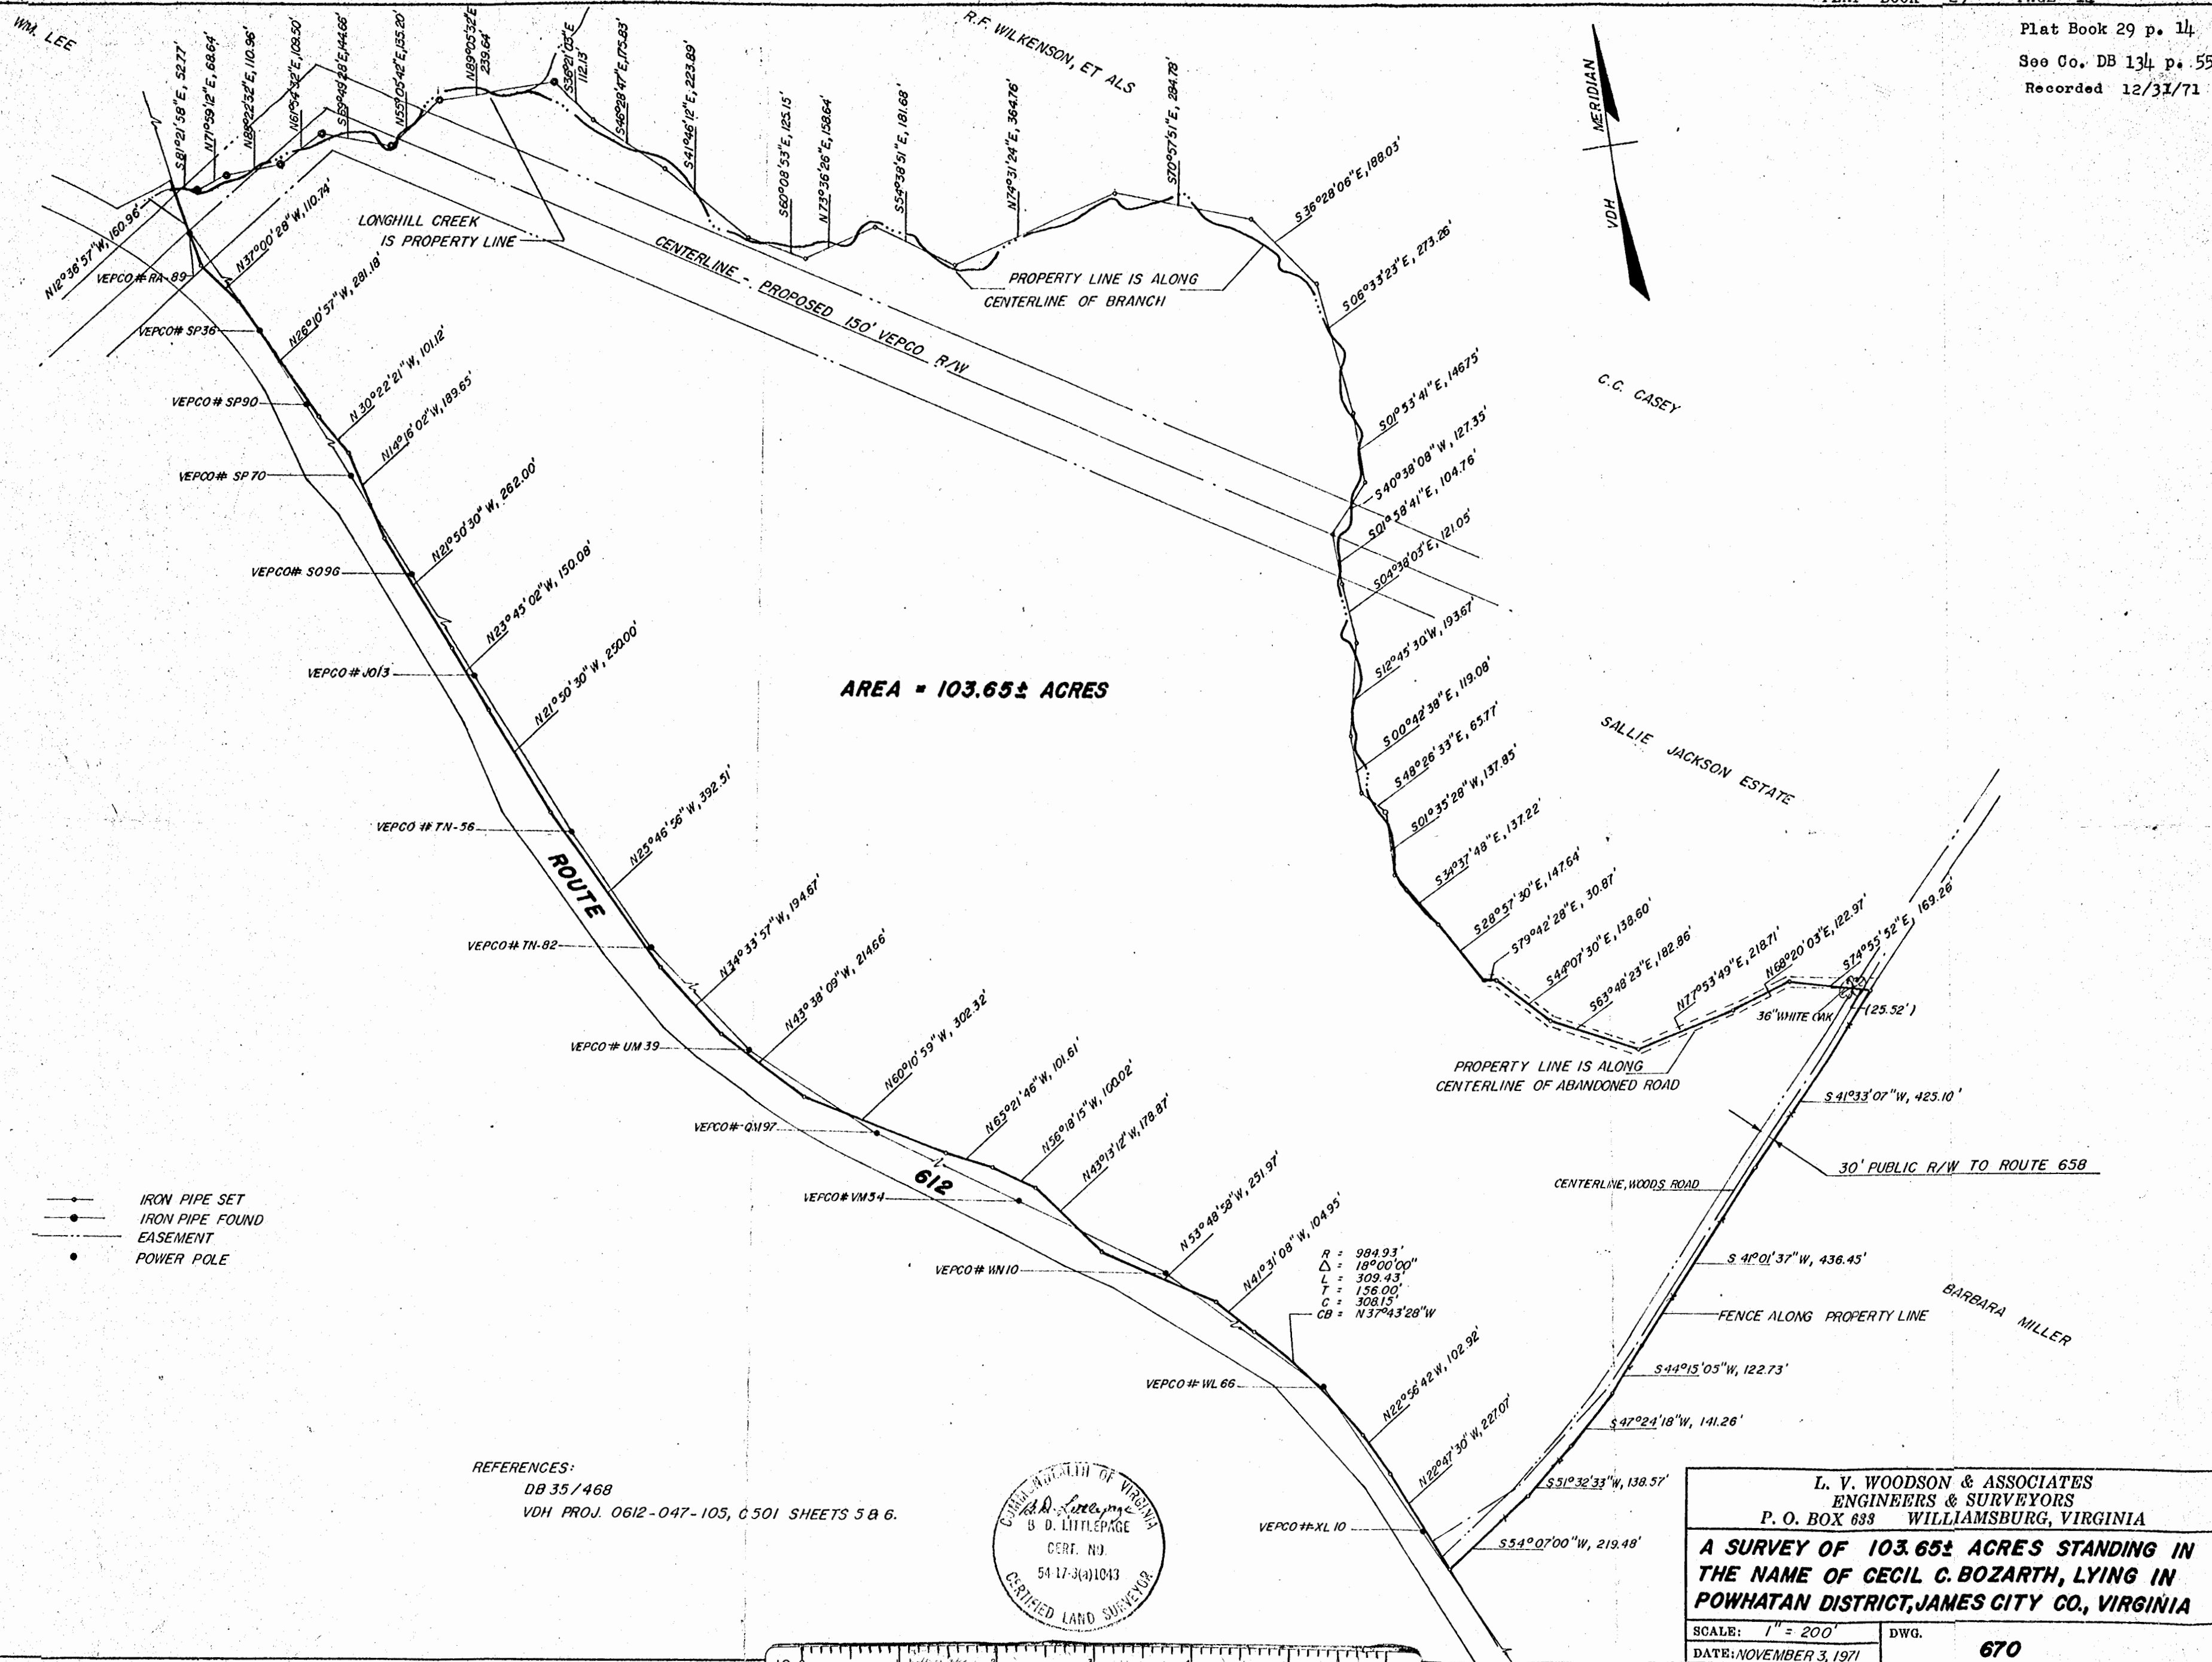 Plat Book 29 p. 14
See Co. DB 134 p. 55
Recorded 12/31/71
WM. LEE
R.F. WILKENSON, ET ALS
MERIDIAN
VDH
S81°21'58"E, 52.77'
N71°59'12"E, 68.64'
N88°22'32"E, 110.96'
N61°54'32"E, 109.50'
S69°49'28"E, 144.66'
N55°05'42"E, 135.20'
N89°05'32"E
239.64'
S36°21'03"E
112.13'
S46°28'47"E, 175.83'
S41°46'12"E, 223.89'
S60°08'53"E, 125.15'
N73°36'26"E, 158.64'
S54°38'51"E, 181.68'
N74°31'24"E, 364.76'
S70°57'51"E, 284.78'
S36°28'06"E, 188.03'
S06°33'23"E, 273.26'
S01°53'41"E, 146.75'
S40°38'08"W, 127.35'
S01°58'41"E, 104.76'
S04°38'03"E, 121.05'
S12°45'30"W, 193.67'
S00°42'38"E, 119.08'
S48°26'33"E, 65.77'
S01°35'28"W, 137.85'
S34°37'48"E, 137.22'
S28°57'30"E, 147.64'
S79°42'28"E, 30.87'
S44°07'30"E, 138.60'
S63°48'23"E, 182.86'
N77°53'49"E, 218.71'
N68°20'03"E, 122.97'
S74°55'52"E, 169.26'
LONGHILL CREEK
IS PROPERTY LINE
CENTERLINE - PROPOSED 150' VEPCO R/W
PROPERTY LINE IS ALONG
CENTERLINE OF BRANCH
C.C. CASEY
SALLIE JACKSON ESTATE
N12°36'57"W, 160.96'
N37°00'28"W, 110.74'
N26°10'57"W, 281.18'
N30°22'21"W, 101.12'
N14°16'02"W, 189.65'
N21°50'30"W, 262.00'
N23°45'02"W, 150.08'
N21°50'30"W, 250.00'
N25°46'56"W, 392.51'
N34°33'57"W, 194.67'
N43°38'09"W, 214.66'
N60°10'59"W, 302.32'
N65°21'46"W, 101.61'
N56°18'15"W, 100.02'
N43°13'12"W, 178.87'
N53°48'58"W, 251.97'
N41°31'08"W, 104.95'
N22°56'42W, 102.92'
N22°47'30"W, 227.07'
VEPCO# RA-89
VEPCO# SP36
VEPCO# SP90
VEPCO# SP70
VEPCO# SO96
VEPCO# JO13
VEPCO # TN-56
VEPCO# TN-82
VEPCO# UM 39
VEPCO# QM97
VEPCO# VM54
VEPCO# WN10
VEPCO# WL66
VEPCO# XL10
AREA = 103.65± ACRES
ROUTE
612
36" WHITE OAK
(25.52')
PROPERTY LINE IS ALONG
CENTERLINE OF ABANDONED ROAD
S41°33'07"W, 425.10'
30' PUBLIC R/W TO ROUTE 658
CENTERLINE, WOODS ROAD
S 41°01'37"W, 436.45'
FENCE ALONG PROPERTY LINE
BARBARA MILLER
S44°15'05"W, 122.73'
S47°24'18"W, 141.26'
S51°32'33"W, 138.57'
S54°07'00"W, 219.48'
R = 984.93'
Δ = 18°00'00"
L = 309.43'
T = 156.00'
C = 308.15'
CB = N37°43'28"W
IRON PIPE SET
IRON PIPE FOUND
EASEMENT
POWER POLE
REFERENCES:
DB 35/468
VDH PROJ. 0612-047-105, C501 SHEETS 5 & 6.
COMMONWEALTH OF VIRGINIA
B.D. Littlepage
B D. LITTLEPAGE
CERT. NO.
54-17-3(a)1043
CERTIFIED LAND SURVEYOR
L. V. WOODSON & ASSOCIATES
ENGINEERS & SURVEYORS
P. O. BOX 633 WILLIAMSBURG, VIRGINIA
A SURVEY OF 103.65± ACRES STANDING IN
THE NAME OF CECIL C. BOZARTH, LYING IN
POWHATAN DISTRICT, JAMES CITY CO., VIRGINIA
SCALE: 1" = 200'
DATE: NOVEMBER 3, 1971
DWG.
670